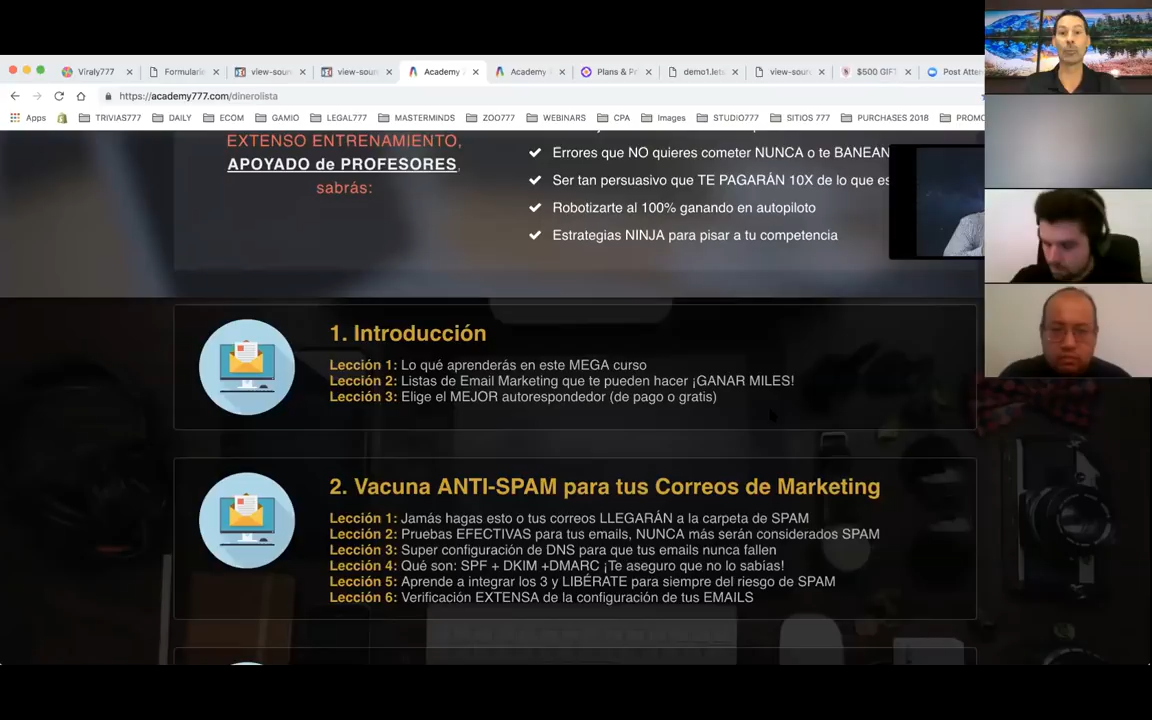 Viraly777
Formulari
view-sour
view-sour
Academy
Academy
Plans & Pr
demo1.lets
view-sour
$500 GIFT
Post Atten
https://academy777.com/dinerolista
Apps
TRIVIAS777
DAILY
ECOM
GAMIO
LEGAL777
MASTERMINDS
ZOO777
WEBINARS
CPA
Images
STUDIO777
SITIOS 777
PURCHASES 2018
PROMO
EXTENSO ENTRENAMIENTO,
APOYADO de PROFESORES,
sabrás:
Errores que NO quieres cometer NUNCA o te BANEAN
Ser tan persuasivo que TE PAGARÁN 10X de lo que es
Robotizarte al 100% ganando en autopiloto
Estrategias NINJA para pisar a tu competencia
1. Introducción
Lección 1: Lo qué aprenderás en este MEGA curso
Lección 2: Listas de Email Marketing que te pueden hacer ¡GANAR MILES!
Lección 3: Elige el MEJOR autorespondedor (de pago o gratis)
2. Vacuna ANTI-SPAM para tus Correos de Marketing
Lección 1: Jamás hagas esto o tus correos LLEGARÁN a la carpeta de SPAM
Lección 2: Pruebas EFECTIVAS para tus emails, NUNCA más serán considerados SPAM
Lección 3: Super configuración de DNS para que tus emails nunca fallen
Lección 4: Qué son: SPF + DKIM +DMARC ¡Te aseguro que no lo sabías!
Lección 5: Aprende a integrar los 3 y LIBÉRATE para siempre del riesgo de SPAM
Lección 6: Verificación EXTENSA de la configuración de tus EMAILS